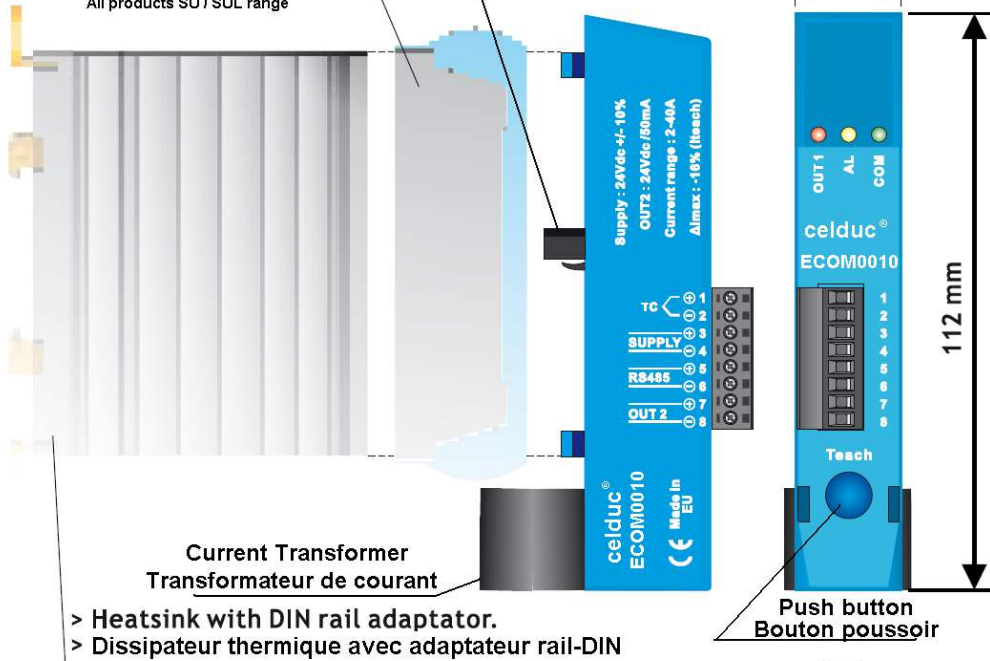 All products SU / SUL range
Supply : 24Vdc +/- 10%
OUT2 : 24Vdc /50mA
Current range : 2-40A
ΔImax : -16% (Iteach)
TC
⊕ 1
⊖ 2
SUPPLY
⊕ 3
⊖ 4
RS485
⊕ 5
⊖ 6
OUT 2
⊕ 7
⊖ 8
celduc®
ECOM0010
CE Made in
EU
OUT1
AL
COM
celduc®
ECOM0010
1
2
3
4
5
6
7
8
Teach
112 mm
Current Transformer
Transformateur de courant
> Heatsink with DIN rail adaptator.
> Dissipateur thermique avec adaptateur rail-DIN
Push button
Bouton poussoir